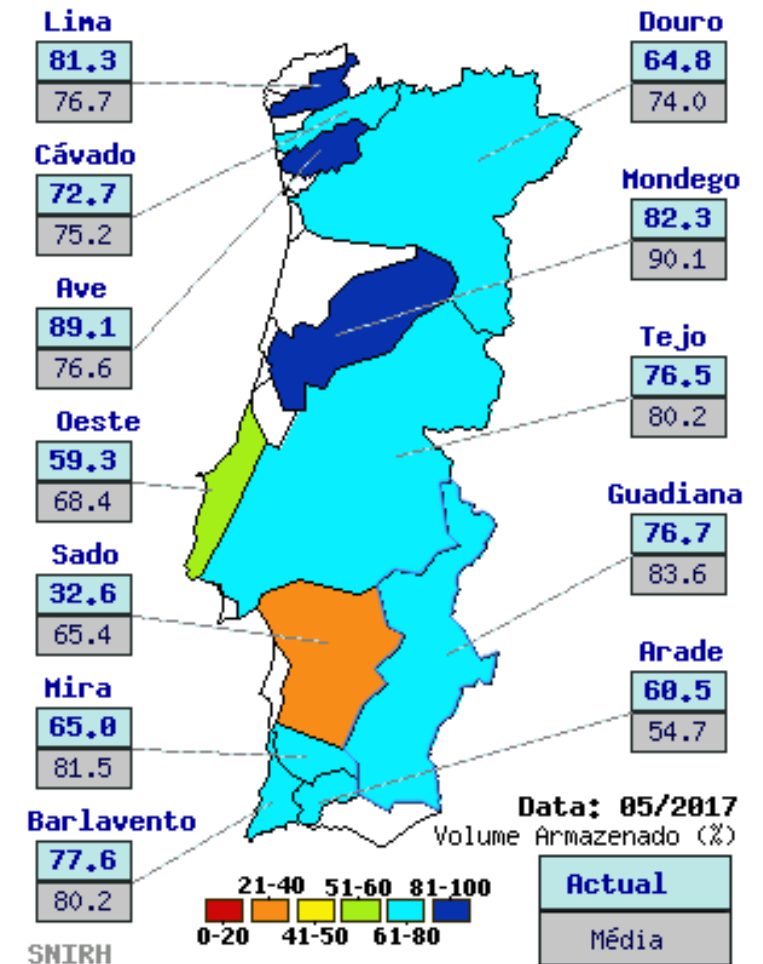 Lima
81.3
76.7
Cávado
72.7
75.2
Ave
89.1
76.6
Oeste
59.3
68.4
Sado
32.6
65.4
Mira
65.0
81.5
Barlavento
77.6
80.2
SNIRH
Douro
64.8
74.0
Mondego
82.3
90.1
Tejo
76.5
80.2
Guadiana
76.7
83.6
Arade
60.5
54.7
Data: 05/2017
Volume Armazenado (%)
21-40 51-60 81-100
0-20 41-50 61-80
Actual
Média